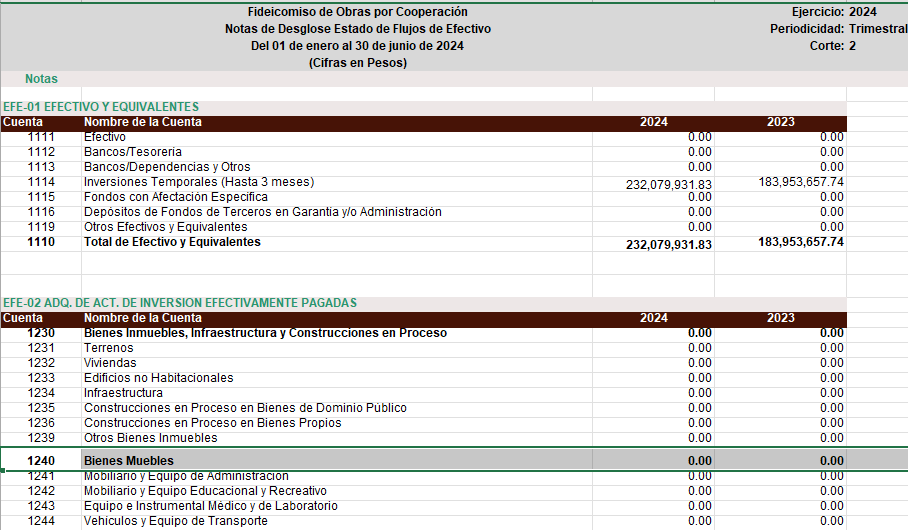 Fideicomiso de Obras por Cooperación Ejercicio: 2024
Notas de Desglose Estado de Flujos de Efectivo Periodicidad: Trimestral
Del 01 de enero al 30 de junio de 2024 Corte: 2
(Cifras en Pesos)
Notas
EFE-01 EFECTIVO Y EQUIVALENTES
Cuenta Nombre de la Cuenta 2024 2023
1111 Efectivo 0.00 0.00
1112 Bancos/Tesorería 0.00 0.00
1113 Bancos/Dependencias y Otros 0.00 0.00
1114 Inversiones Temporales (Hasta 3 meses) 232,079,931.83 183,953,657.74
1115 Fondos con Afectación Específica 0.00 0.00
1116 Depósitos de Fondos de Terceros en Garantía y/o Administración 0.00 0.00
1119 Otros Efectivos y Equivalentes 0.00 0.00
1110 Total de Efectivo y Equivalentes 232,079,931.83 183,953,657.74
EFE-02 ADQ. DE ACT. DE INVERSION EFECTIVAMENTE PAGADAS
Cuenta Nombre de la Cuenta 2024 2023
1230 Bienes Inmuebles, Infraestructura y Construcciones en Proceso 0.00 0.00
1231 Terrenos 0.00 0.00
1232 Viviendas 0.00 0.00
1233 Edificios no Habitacionales 0.00 0.00
1234 Infraestructura 0.00 0.00
1235 Construcciones en Proceso en Bienes de Dominio Público 0.00 0.00
1236 Construcciones en Proceso en Bienes Propios 0.00 0.00
1239 Otros Bienes Inmuebles 0.00 0.00
1240 Bienes Muebles 0.00 0.00
1241 Mobiliario y Equipo de Administración 0.00 0.00
1242 Mobiliario y Equipo Educacional y Recreativo 0.00 0.00
1243 Equipo e Instrumental Médico y de Laboratorio 0.00 0.00
1244 Vehículos y Equipo de Transporte 0.00 0.00